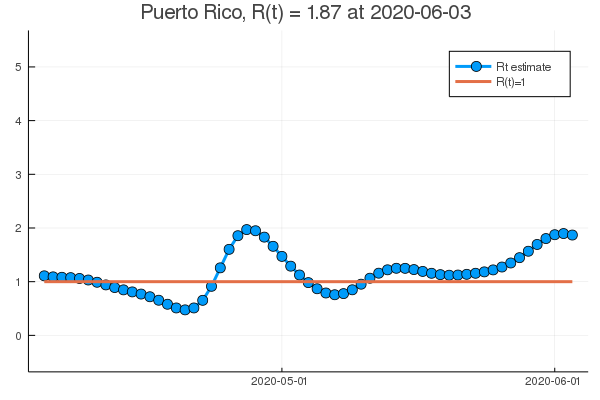 Puerto Rico, R(t) = 1.87 at 2020-06-03
5
4
3
2
1
0
Rt estimate
R(t)=1
2020-05-01
2020-06-01